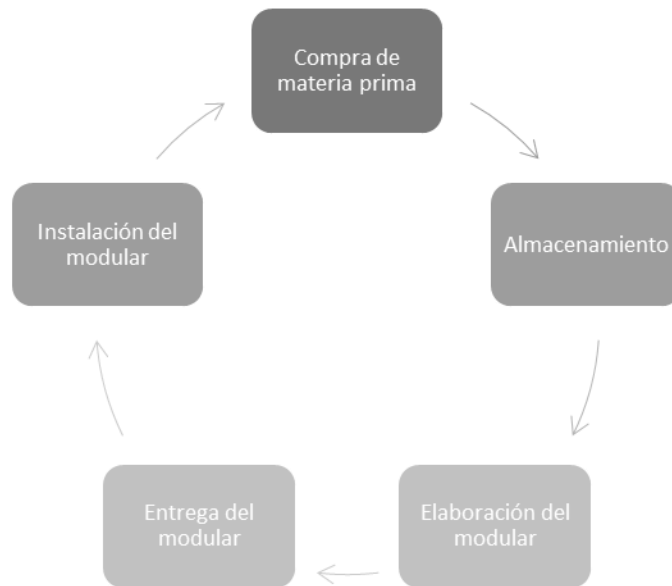 Compra de
materia prima
Almacenamiento
Elaboración del
modular
Entrega del
modular
Instalación del
modular